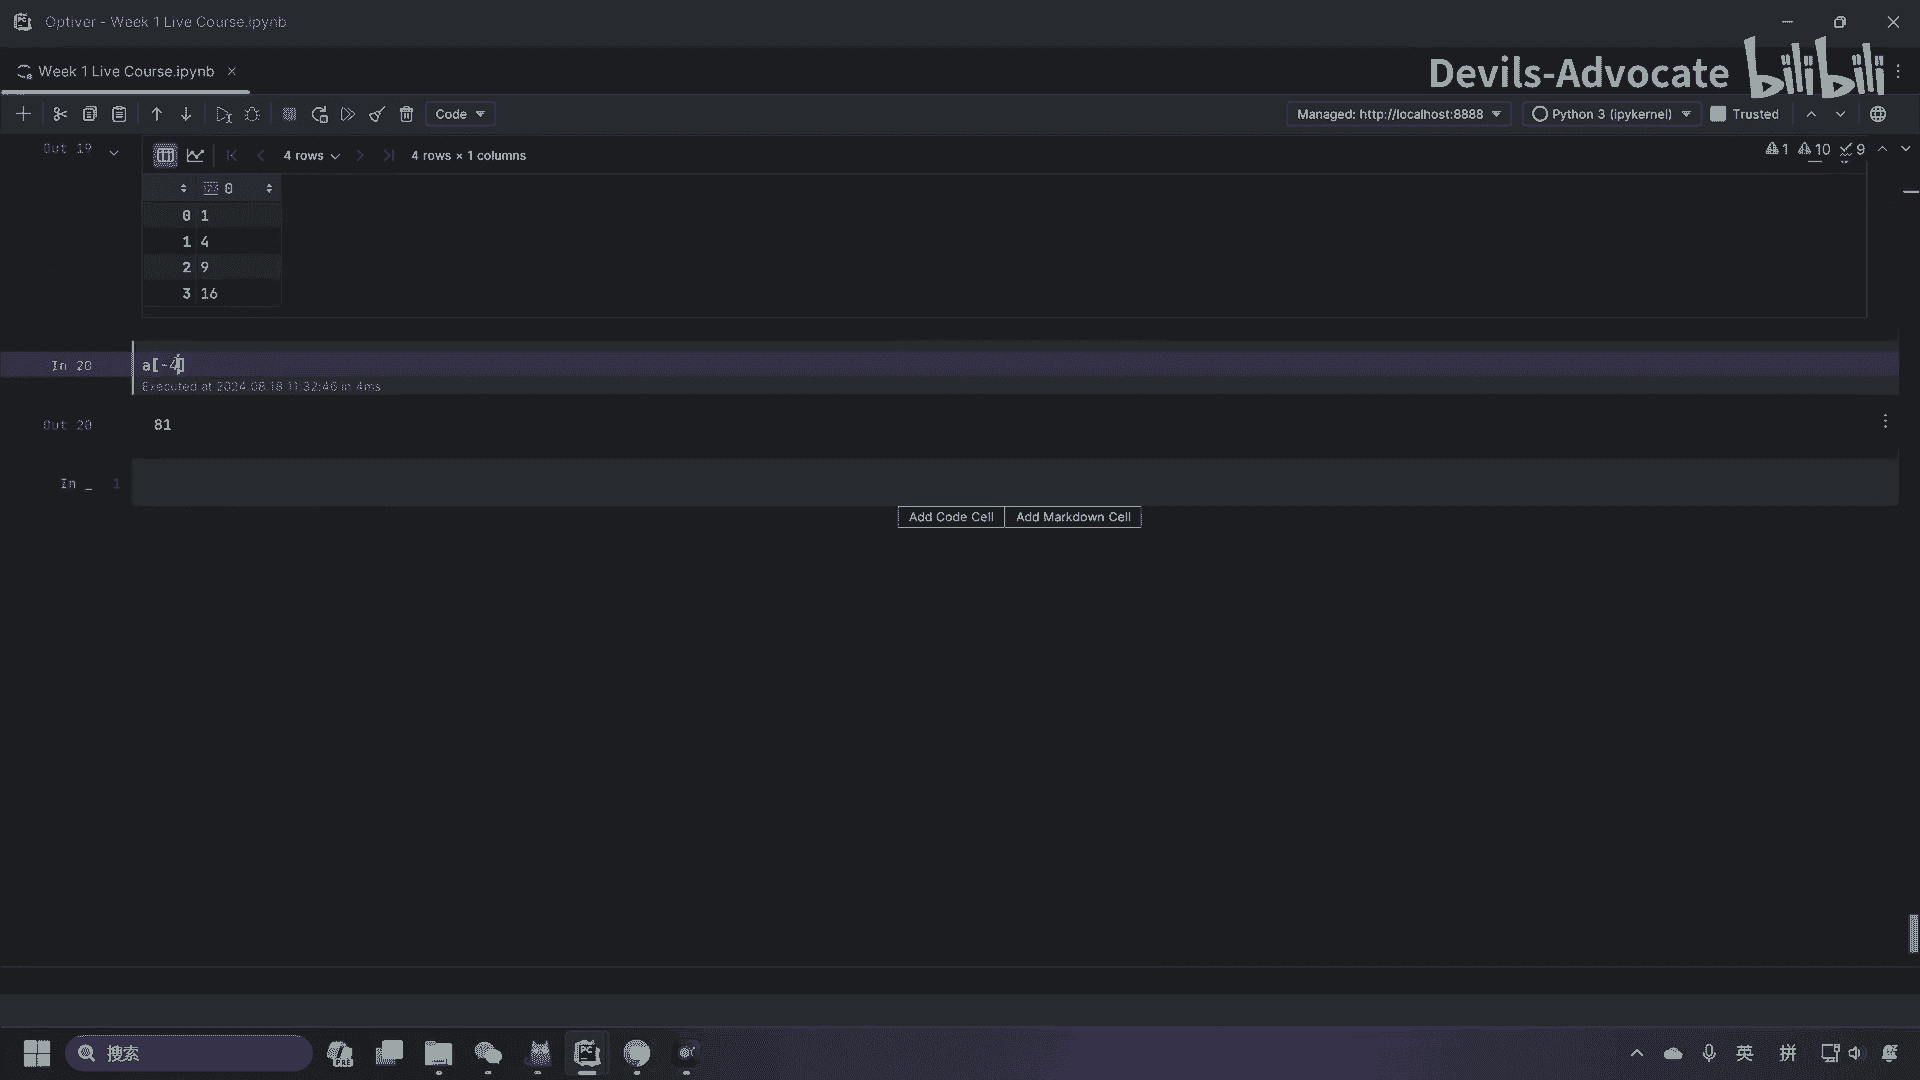 Optiver - Week 1 Live Course.ipynb
Week 1 Live Course.ipynb
Devils-Advocate bilibili
Code
Managed: http://localhost:8888
Python 3 (ipykernel)
Trusted
Out 19
4 rows
4 rows × 1 columns
1 10 9
0
0 1
1 4
2 9
3 16
In 20
a[-4]
Executed at 2024.08.18 11:32:46 in 4ms
Out 20
81
In _ 1
Add Code Cell
Add Markdown Cell
搜索
英
拼